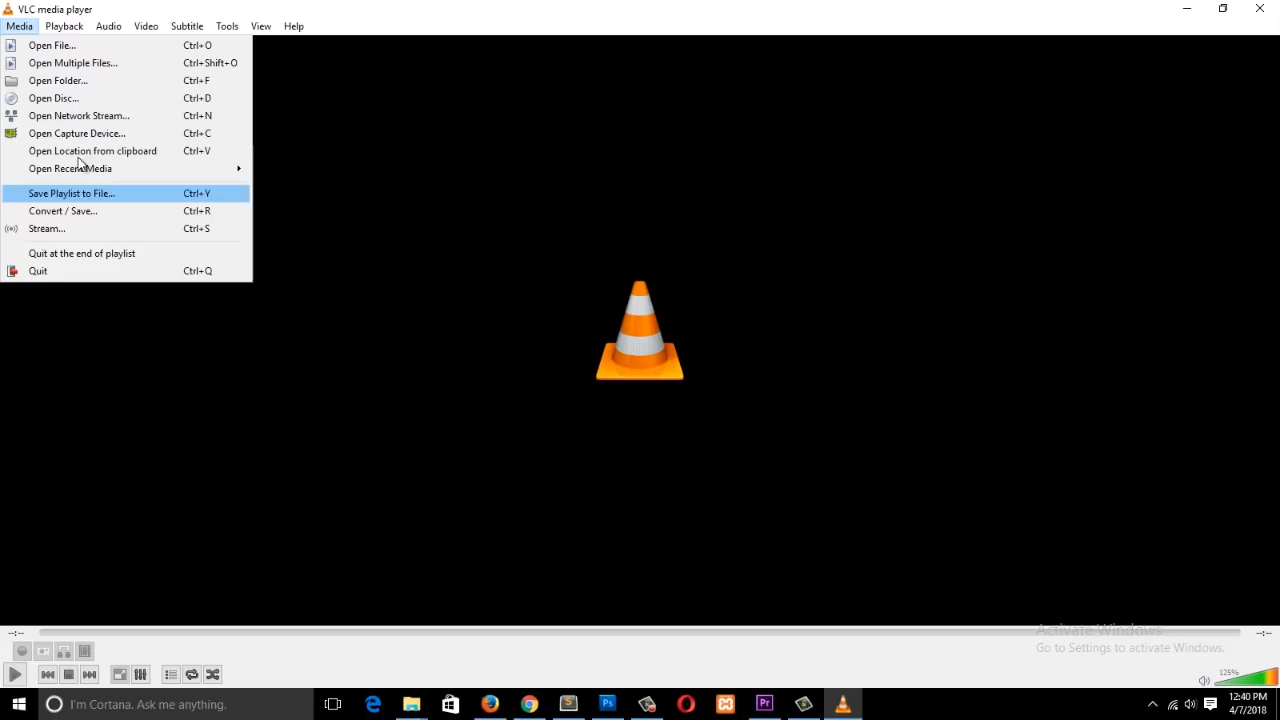 VLC media player
Media Playback Audio Video Subtitle Tools View Help
Open File... Ctrl+O
Open Multiple Files... Ctrl+Shift+O
Open Folder... Ctrl+F
Open Disc... Ctrl+D
Open Network Stream... Ctrl+N
Open Capture Device... Ctrl+C
Open Location from clipboard Ctrl+V
Open Recent Media
Save Playlist to File... Ctrl+Y
Convert / Save... Ctrl+R
Stream... Ctrl+S
Quit at the end of playlist
Quit Ctrl+Q
--:-- --:--
Activate Windows
Go to Settings to activate Windows.
125%
I'm Cortana. Ask me anything.
S Ps Pr
12:40 PM
4/7/2018